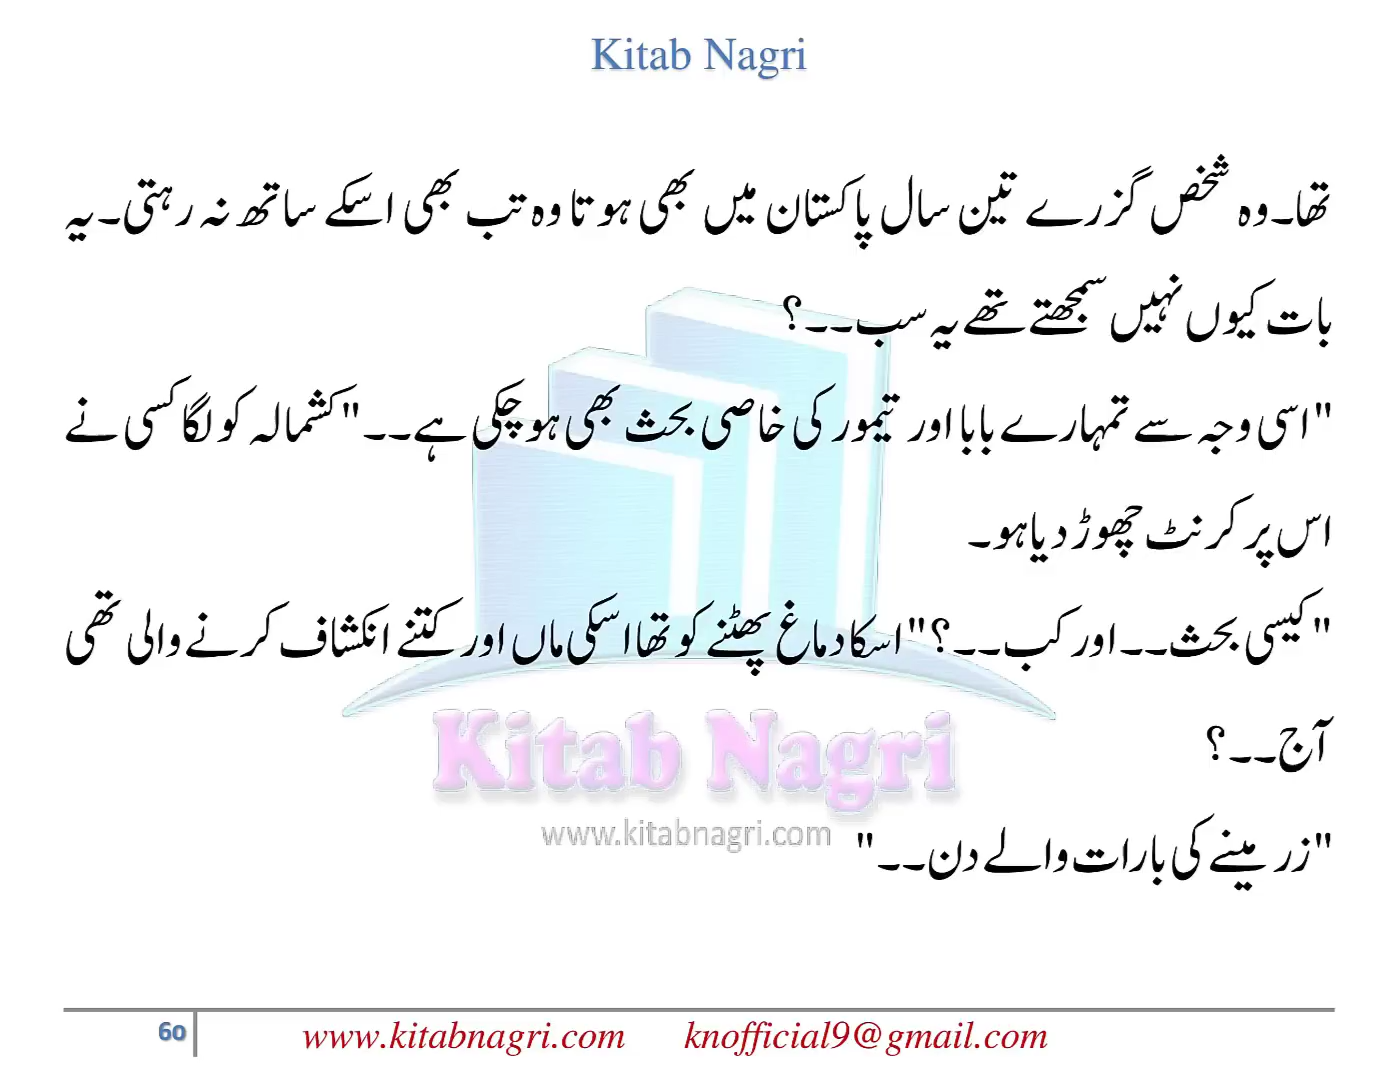 Kitab Nagri
تھا۔ وہ شخص گزرے تین سال پاکستان میں بھی ہوتا وہ تب بھی اسکے ساتھ نہ رہتی۔ یہ
بات کیوں نہیں سمجھتے تھے یہ سب۔۔۔؟
"اسی وجہ سے تمہارے بابا اور تیمور کی خاصی بحث بھی ہو چکی ہے۔۔۔" کشمالہ کو لگا کسی نے
اس پر کرنٹ چھوڑ دیا ہو۔
"کیسی بحث۔۔۔ اور کب۔۔۔؟" اسکا دماغ پھٹنے کو تھا اسکی ماں اور کتنے انکشاف کرنے والی تھی
آج۔۔۔؟
Kitab Nagri
www.kitabnagri.com
"زرمینے کی بارات والے دن۔۔۔"
60 www.kitabnagri.com knofficial9@gmail.com